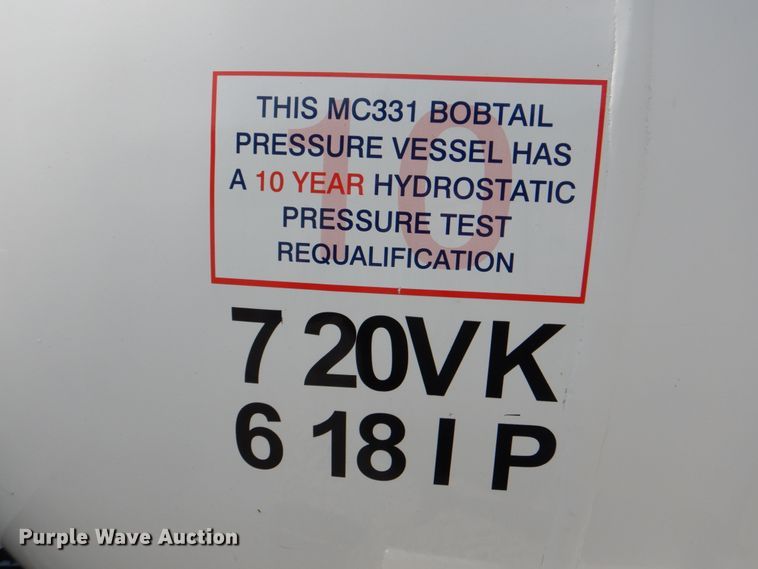 THIS MC331 BOBTAIL
PRESSURE VESSEL HAS
A 10 YEAR HYDROSTATIC
PRESSURE TEST
REQUALIFICATION
10
7 20VK
6 18 I P
Purple Wave Auction